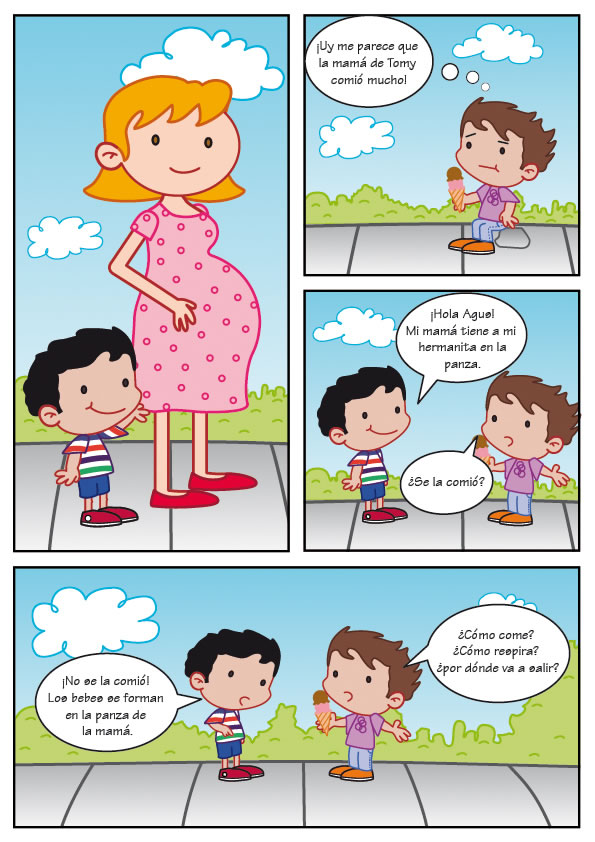 ¡Uy me parece que
la mamá de Tomy
comió mucho!
¡Hola Agus!
Mi mamá tiene a mi
hermanita en la
panza.
¿Se la comió?
¡No se la comió!
Los bebes se forman
en la panza de
la mamá.
¿Cómo come?
¿Cómo respira?
¿por dónde va a salir?